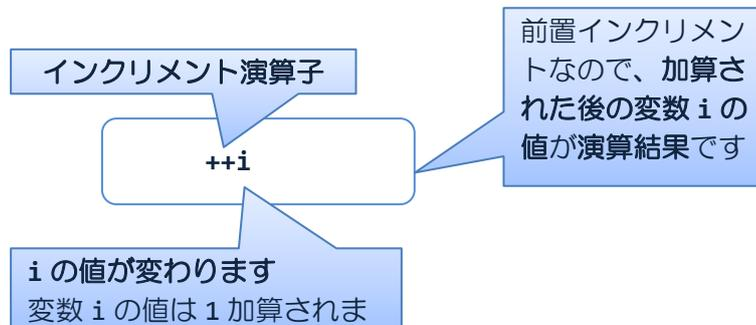 インクリメント演算子
前置インクリメン
トなので、加算さ
れた後の変数 i の
値が演算結果です
++i
i の値が変わります
変数 i の値は 1 加算されま